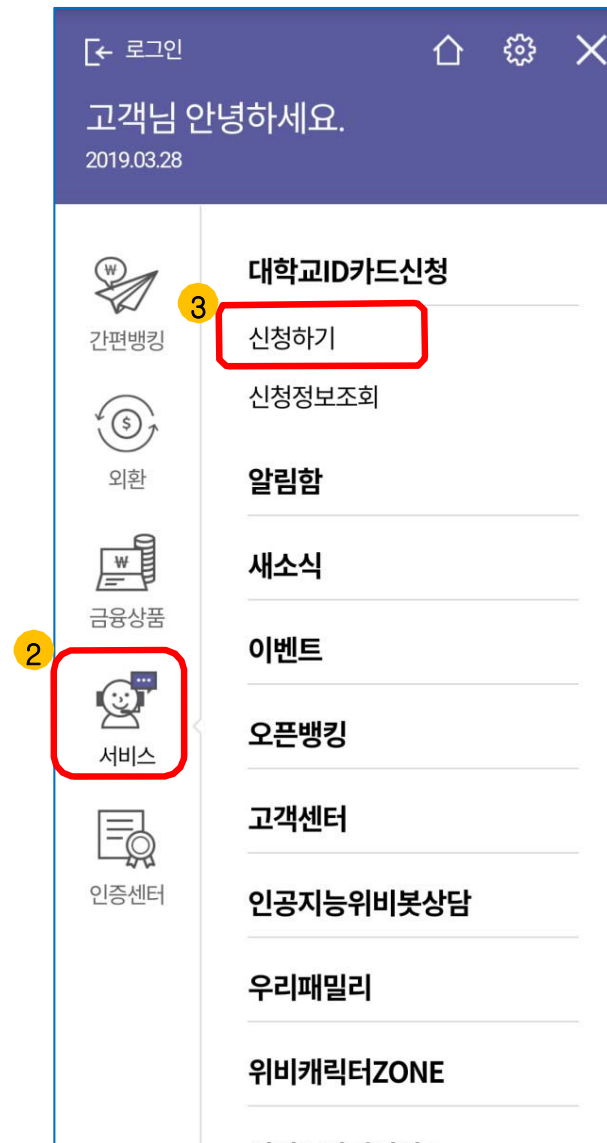 로그인
고객님 안녕하세요.
2019.03.28
간편뱅킹
외환
금융상품
2
서비스
인증센터
대학교ID카드신청
3
신청하기
신청정보조회
알림함
새소식
이벤트
오픈뱅킹
고객센터
인공지능위비봇상담
우리패밀리
위비캐릭터ZONE